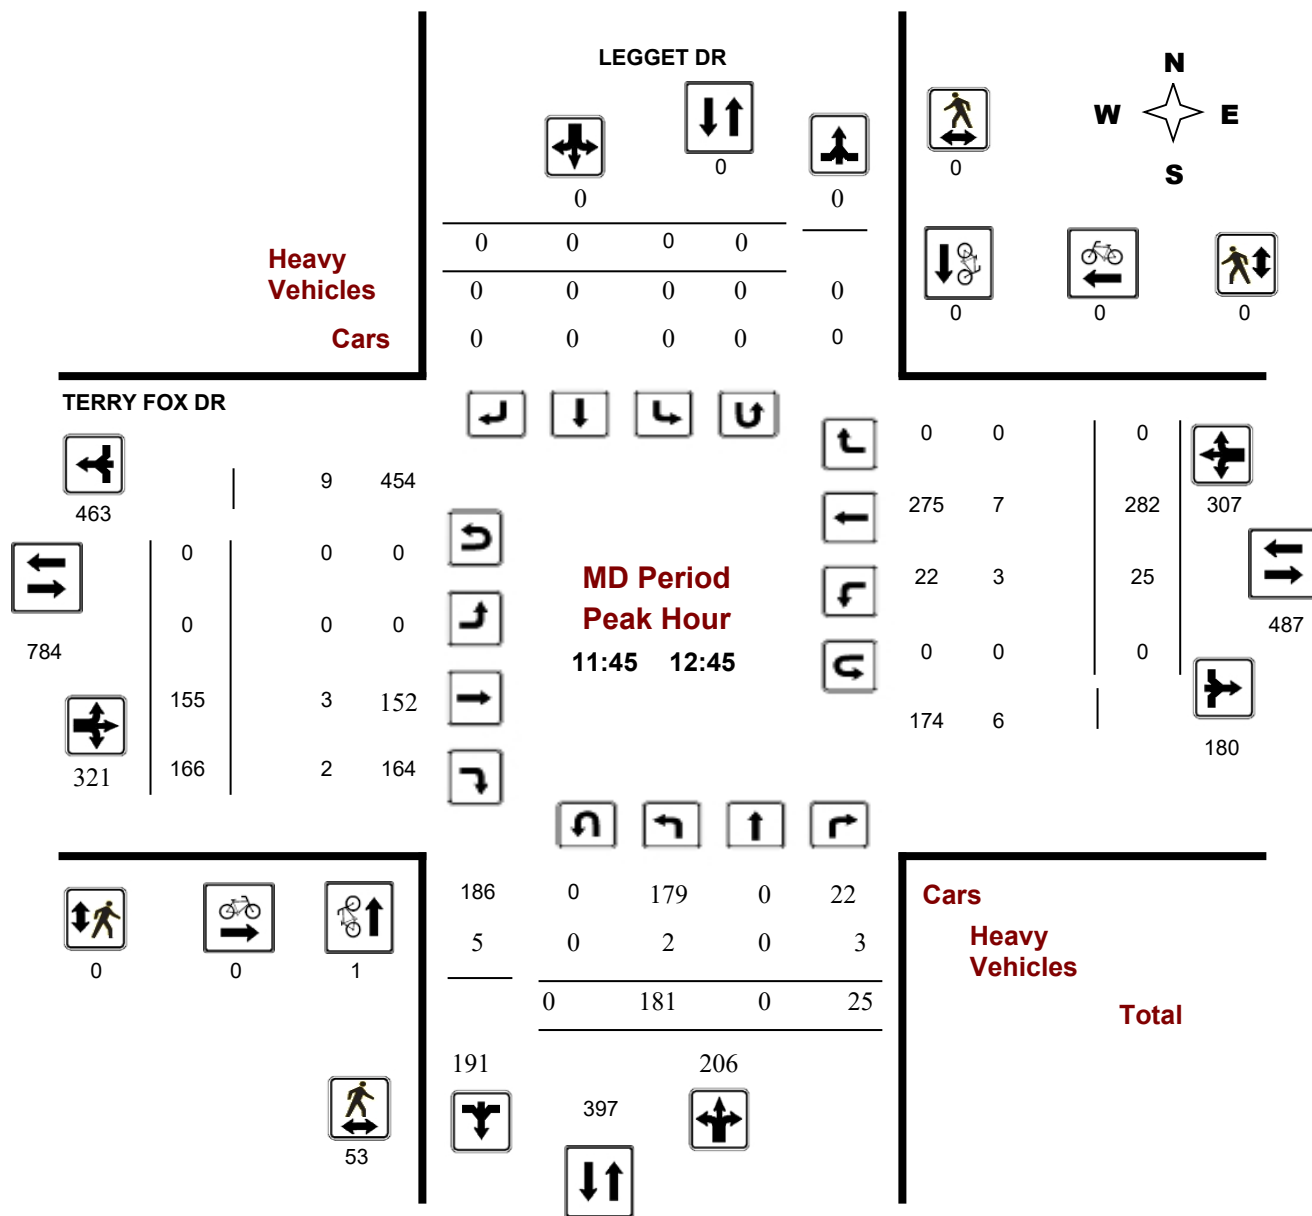 LEGGET DR
N
W E
S
0
0
0
0 0
0 0 0 0
Heavy
Vehicles
0 0 0 0 0
Cars
0 0 0 0 0
0 0 0
TERRY FOX DR
0 0 0
9 454
463
275 7 282 307
0 0 0
MD Period
22 3 25
Peak Hour
0 0 0
487
784
11:45 12:45
0 0 0
155 3 152
174 6
180
321 166 2 164
186 0 179 0 22
Cars
5 0 2 0 3
Heavy
Vehicles
0 0 1
0 181 0 25
Total
191 206
397
53